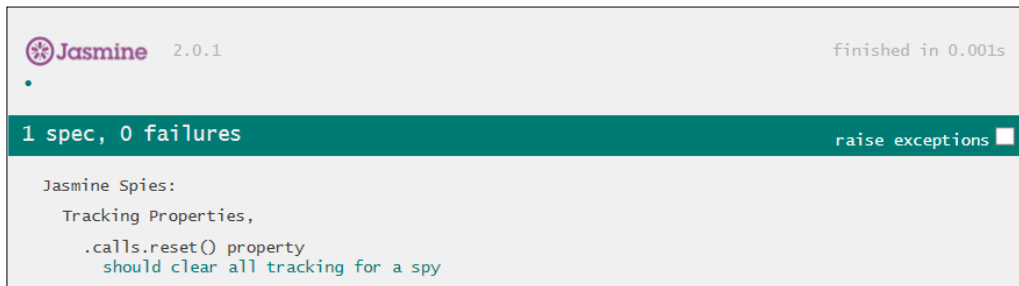 Jasmine 2.0.1 finished in 0.001s
1 spec, 0 failures raise exceptions
Jasmine Spies:
Tracking Properties,
.calls.reset() property
should clear all tracking for a spy